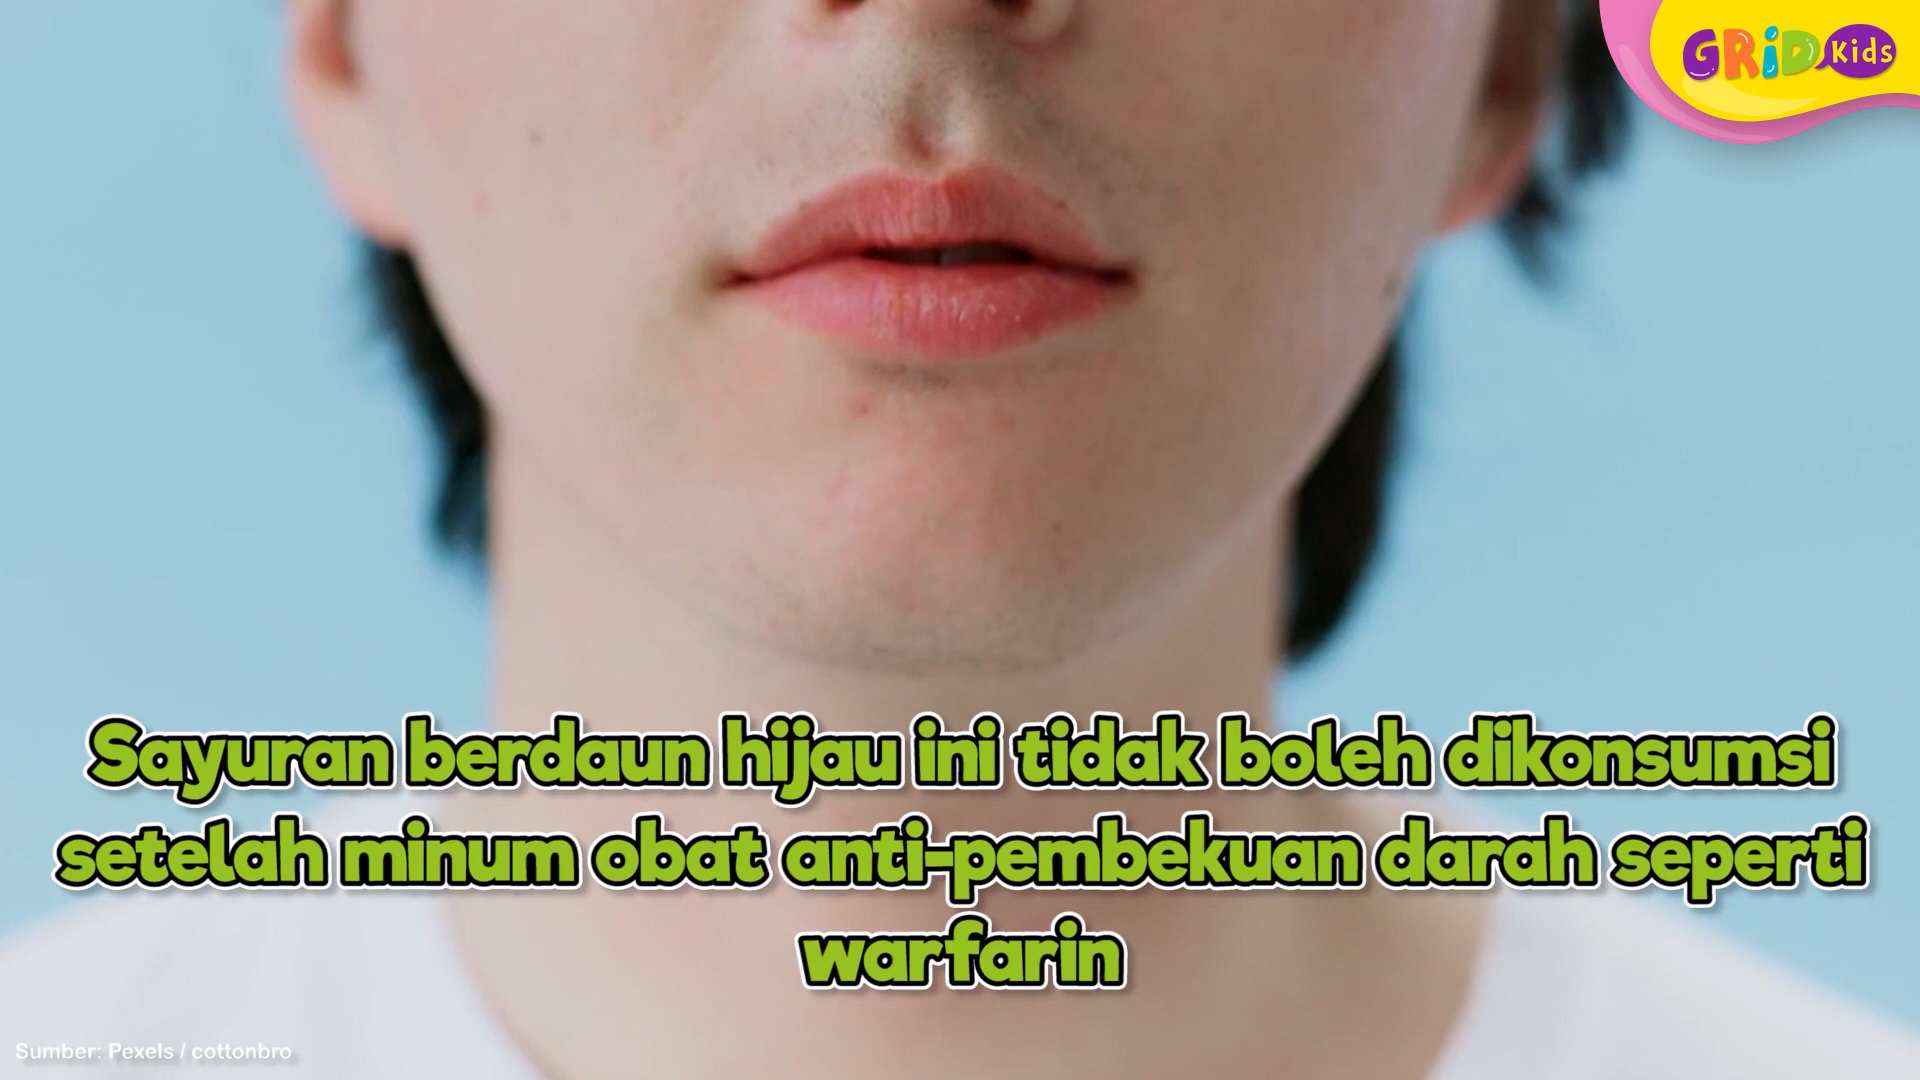 GRiD Kids
Sayuran berdaun hijau ini tidak boleh dikonsumsi
setelah minum obat anti-pembekuan darah seperti
warfarin
Sumber: Pexels / cottonbro